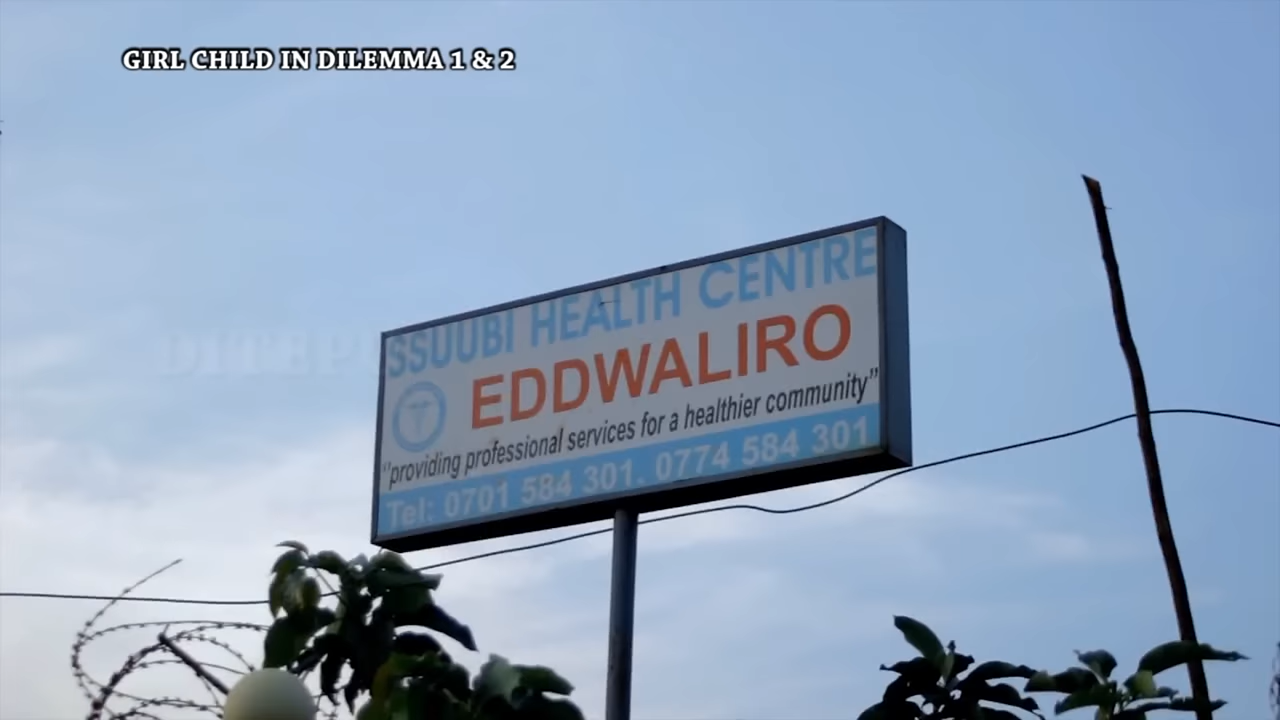 GIRL CHILD IN DILEMMA 1 & 2
SSUUBI HEALTH CENTRE
EDDWALIRO
"providing professional services for a healthier community"
Tel: 0701 584 301, 0774 584 301